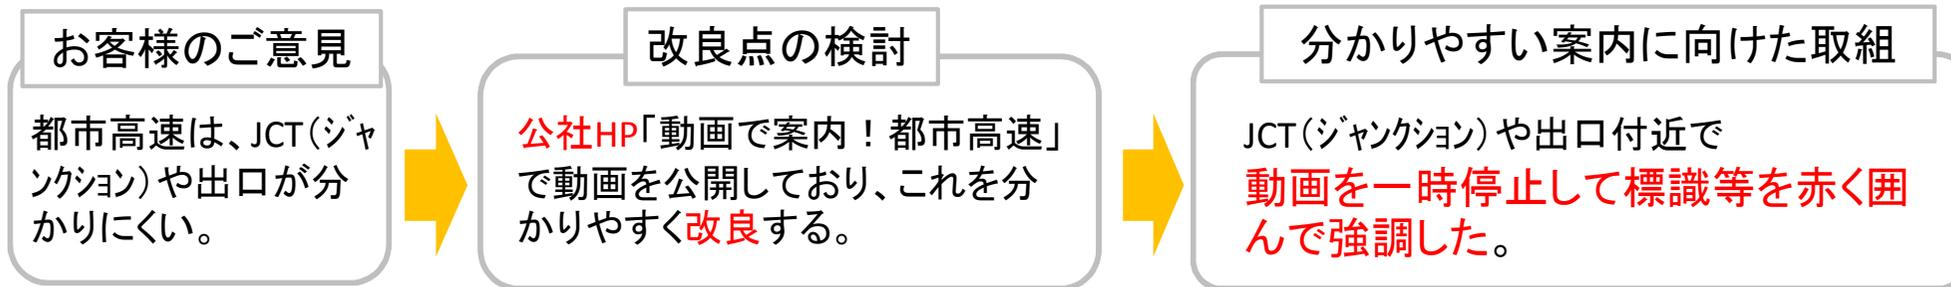 お客様のご意見
都市高速は、JCT(ｼﾞｬ
ﾝｸｼｮﾝ)や出口が分
かりにくい。
改良点の検討
公社HP「動画で案内！都市高速」
で動画を公開しており、これを分
かりやすく改良する。
分かりやすい案内に向けた取組
JCT(ｼﾞｬﾝｸｼｮﾝ)や出口付近で
動画を一時停止して標識等を赤く囲
んで強調した。